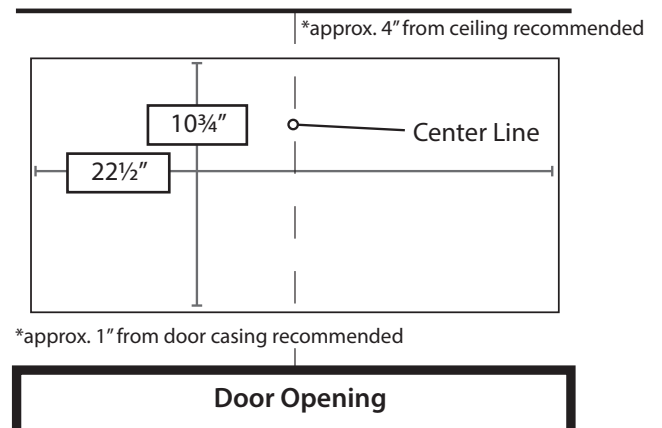 *approx. 4” from ceiling recommended
10¾”
Center Line
22½”
*approx. 1” from door casing recommended
Door Opening